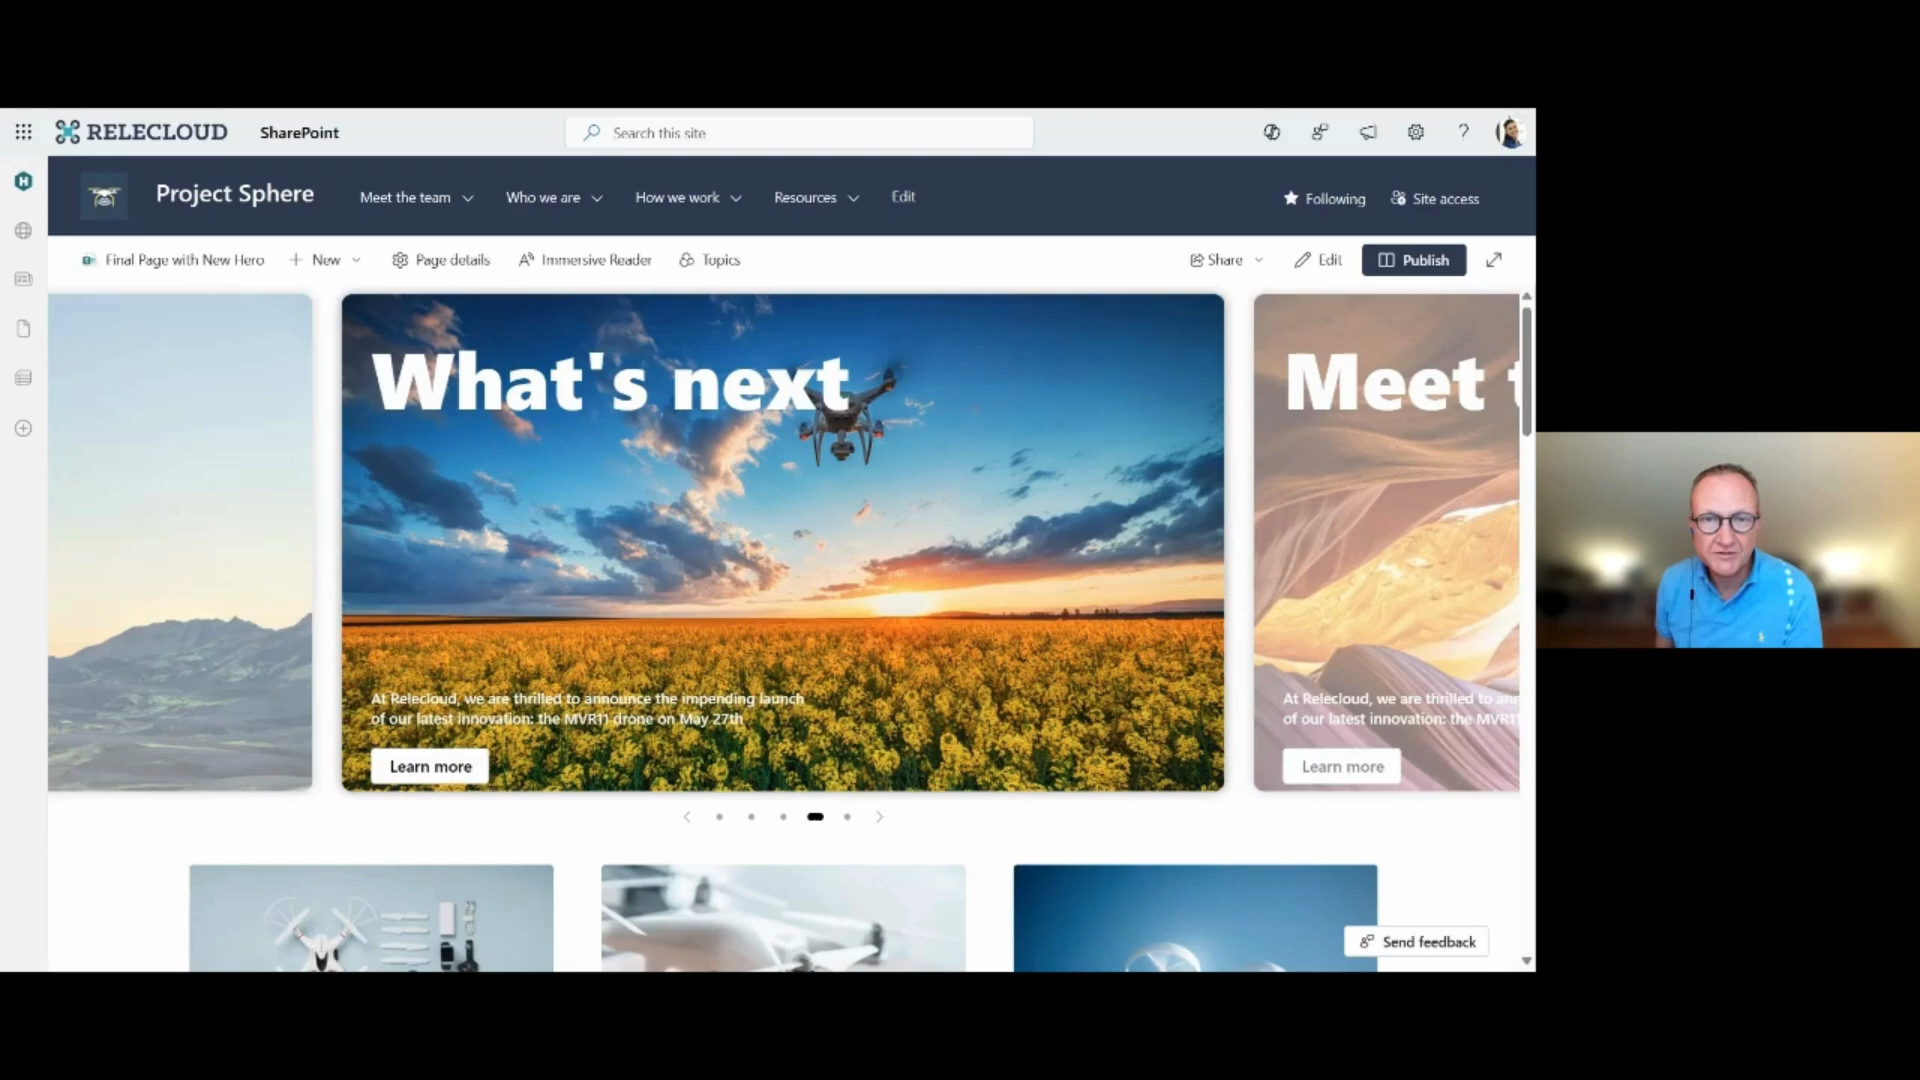 RELECLOUD
SharePoint
Search this site
Project Sphere
Meet the team
Who we are
How we work
Resources
Edit
Following
Site access
Final Page with New Hero
New
Page details
Immersive Reader
Topics
Share
Edit
Publish
What's next
At Relecloud, we are thrilled to announce the impending launch
of our latest innovation: the MVR11 drone on May 27th
Learn more
Meet t
At Relecloud, we are thrilled to ann
of our latest innovation: the MVR11
Learn more
Send feedback